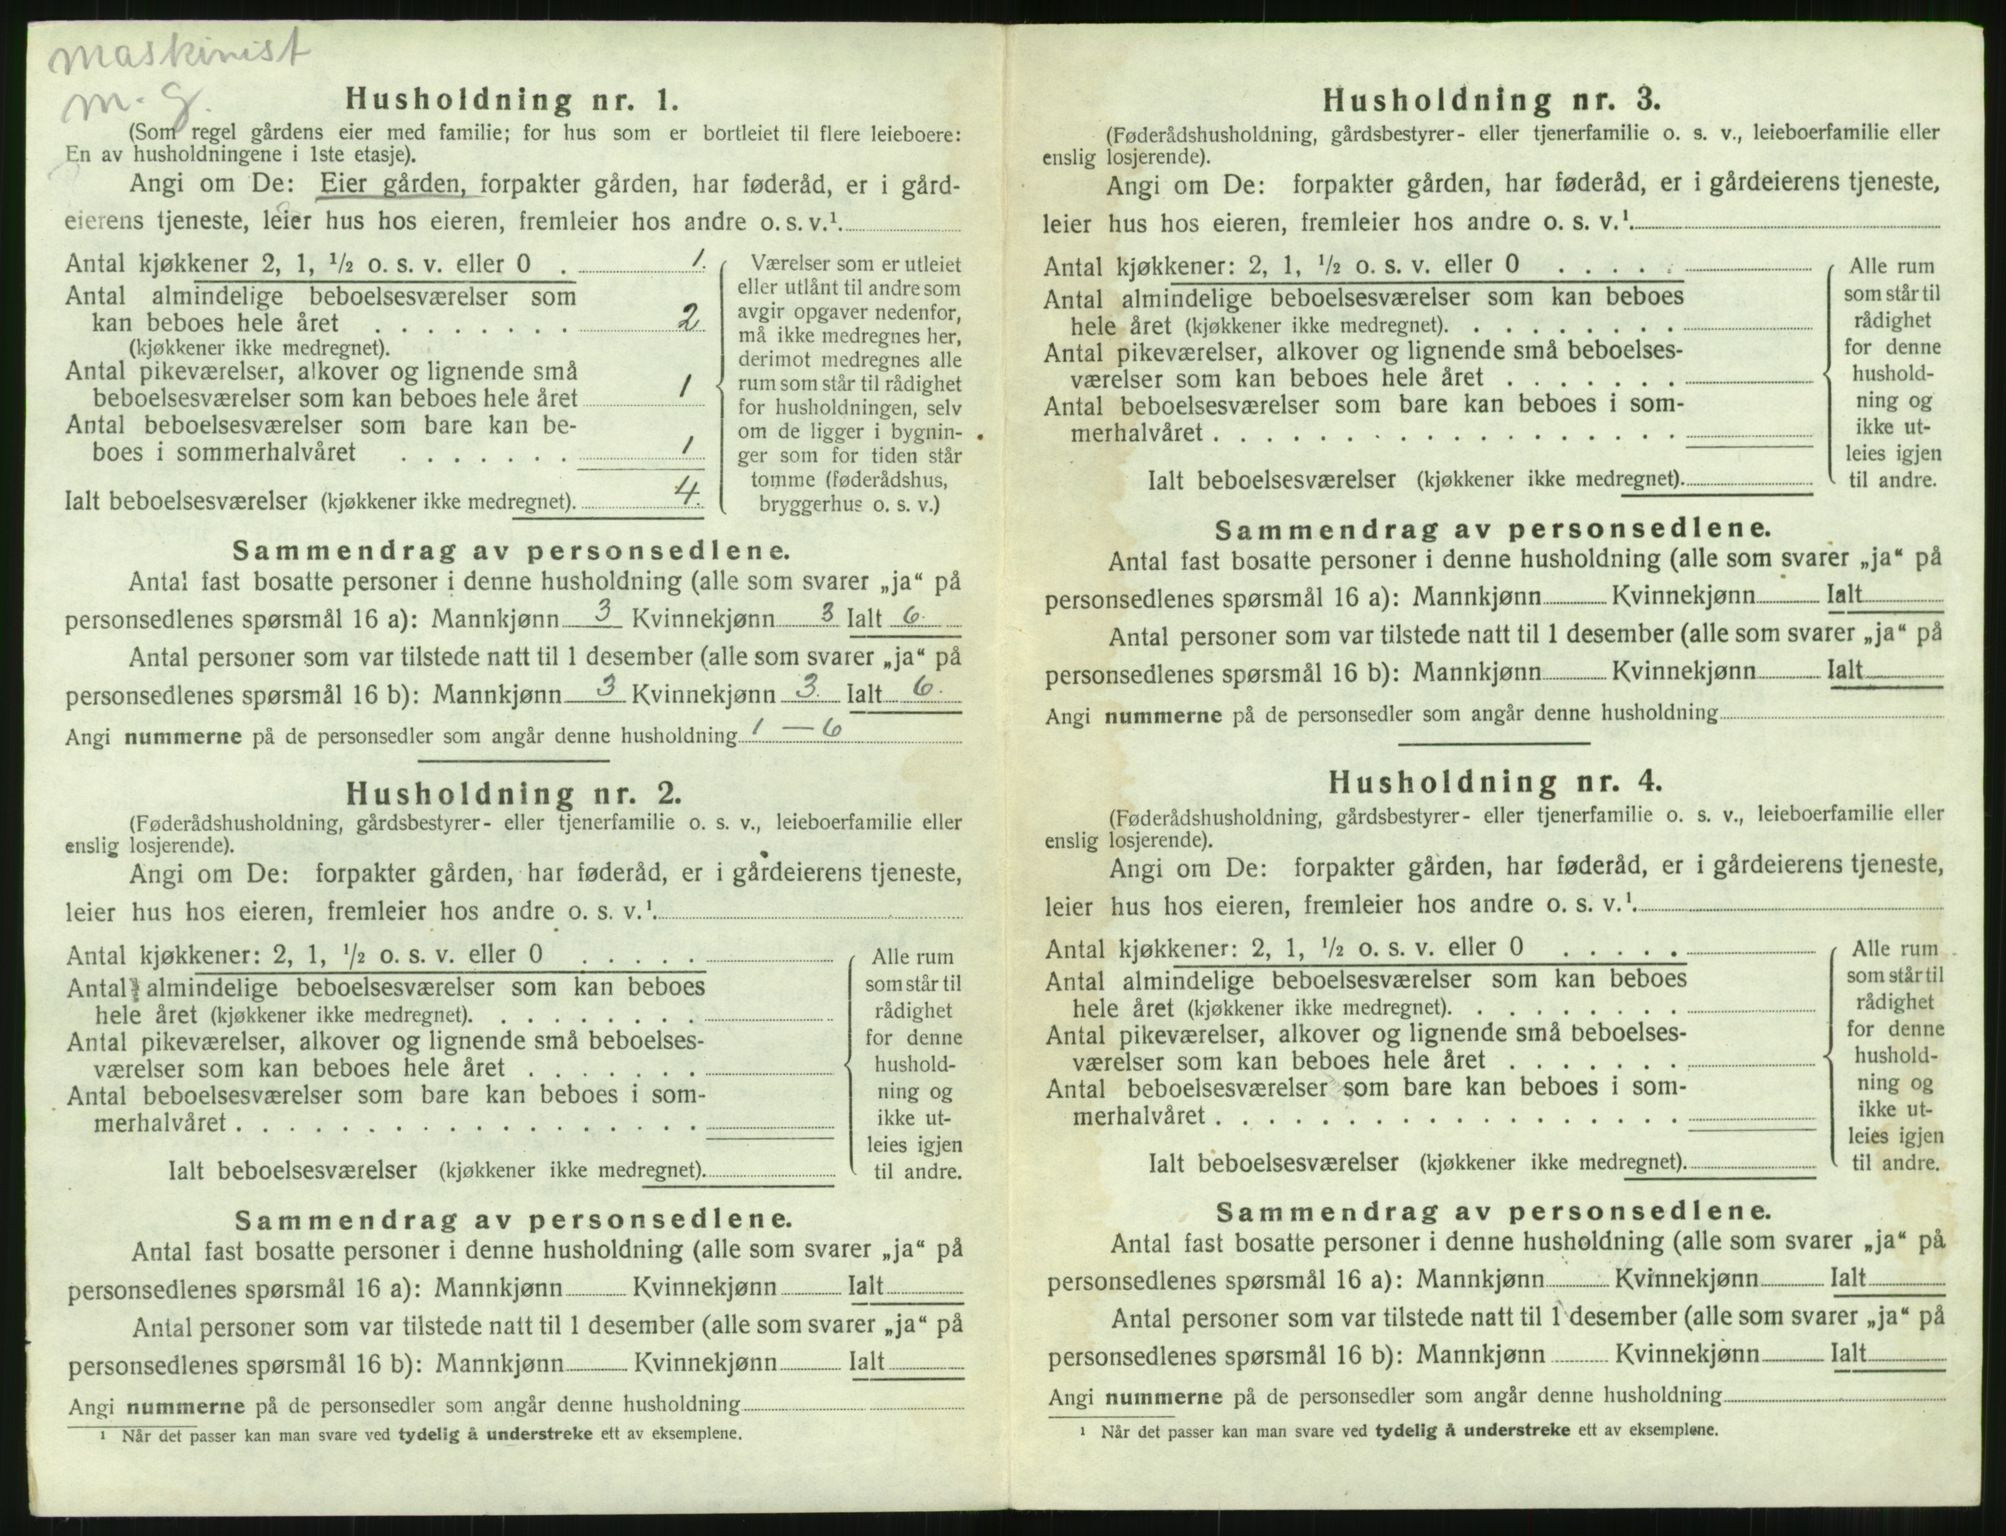 maskinist
m. g.
Husholdning nr. 1.
(Som regel gårdens eier med familie; for hus som er bortleiet til flere leieboere:
En av husholdningene i 1ste etasje).
Angi om De: Eier gården, forpakter gården, har føderåd, er i gård-
eierens tjeneste, leier hus hos eieren, fremleier hos andre o. s. v.¹.
Antal kjøkkener 2, 1, ½ o. s. v. eller 0 . 1.
Antal almindelige beboelsesværelser som
kan beboes hele året . . . . . . . . 2
(kjøkkener ikke medregnet).
Antal pikeværelser, alkover og lignende små
beboelsesværelser som kan beboes hele året 1
Antal beboelsesværelser som bare kan be-
boes i sommerhalvåret . . . . . . . 1
Ialt beboelsesværelser (kjøkkener ikke medregnet). 4.
Værelser som er utleiet
eller utlånt til andre som
avgir opgaver nedenfor,
må ikke medregnes her,
derimot medregnes alle
rum som står til rådighet
for husholdningen, selv
om de ligger i bygnin-
ger som for tiden står
tomme (føderådshus,
bryggerhus o. s. v.)
Sammendrag av personsedlene.
Antal fast bosatte personer i denne husholdning (alle som svarer „ja“ på
personsedlenes spørsmål 16 a): Mannkjønn 3 Kvinnekjønn 3 Ialt 6.
Antal personer som var tilstede natt til 1 desember (alle som svarer „ja“ på
personsedlenes spørsmål 16 b): Mannkjønn 3 Kvinnekjønn 3. Ialt 6.
Angi nummerne på de personsedler som angår denne husholdning 1 — 6
Husholdning nr. 2.
(Føderådshusholdning, gårdsbestyrer- eller tjenerfamilie o. s. v., leieboerfamilie eller
enslig losjerende).
Angi om De: forpakter gården, har føderåd, er i gårdeierens tjeneste,
leier hus hos eieren, fremleier hos andre o. s. v.¹.
Antal kjøkkener: 2, 1, ½ o. s. v. eller 0 . . . . .
Antal almindelige beboelsesværelser som kan beboes
hele året (kjøkkener ikke medregnet). . . . . . . . .
Antal pikeværelser, alkover og lignende små beboelses-
værelser som kan beboes hele året . . . . . . .
Antal beboelsesværelser som bare kan beboes i som-
merhalvåret . . . . . . . . . . . . . . . . . .
Ialt beboelsesværelser (kjøkkener ikke medregnet).
Alle rum
som står til
rådighet
for denne
hushold-
ning og
ikke ut-
leies igjen
til andre.
Sammendrag av personsedlene.
Antal fast bosatte personer i denne husholdning (alle som svarer „ja“ på
personsedlenes spørsmål 16 a): Mannkjønn Kvinnekjønn Ialt
Antal personer som var tilstede natt til 1 desember (alle som svarer „ja“ på
personsedlenes spørsmål 16 b): Mannkjønn Kvinnekjønn Ialt
Angi nummerne på de personsedler som angår denne husholdning
¹ Når det passer kan man svare ved tydelig å understreke ett av eksemplene.
Husholdning nr. 3.
(Føderådshusholdning, gårdsbestyrer- eller tjenerfamilie o. s. v., leieboerfamilie eller
enslig losjerende).
Angi om De: forpakter gården, har føderåd, er i gårdeierens tjeneste,
leier hus hos eieren, fremleier hos andre o. s. v.¹.
Antal kjøkkener: 2, 1, ½ o. s. v. eller 0 . . . . .
Antal almindelige beboelsesværelser som kan beboes
hele året (kjøkkener ikke medregnet). . . . . . . . .
Antal pikeværelser, alkover og lignende små beboelses-
værelser som kan beboes hele året . . . . . . .
Antal beboelsesværelser som bare kan beboes i som-
merhalvåret . . . . . . . . . . . . . . . . . .
Ialt beboelsesværelser (kjøkkener ikke medregnet).
Alle rum
som står til
rådighet
for denne
hushold-
ning og
ikke ut-
leies igjen
til andre.
Sammendrag av personsedlene.
Antal fast bosatte personer i denne husholdning (alle som svarer „ja“ på
personsedlenes spørsmål 16 a): Mannkjønn Kvinnekjønn Ialt
Antal personer som var tilstede natt til 1 desember (alle som svarer „ja“ på
personsedlenes spørsmål 16 b): Mannkjønn Kvinnekjønn Ialt
Angi nummerne på de personsedler som angår denne husholdning
Husholdning nr. 4.
(Føderådshusholdning, gårdsbestyrer- eller tjenerfamilie o. s. v., leieboerfamilie eller
enslig losjerende).
Angi om De: forpakter gården, har føderåd, er i gårdeierens tjeneste,
leier hus hos eieren, fremleier hos andre o. s. v.¹.
Antal kjøkkener: 2, 1, ½ o. s. v. eller 0 . . . . .
Antal almindelige beboelsesværelser som kan beboes
hele året (kjøkkener ikke medregnet). . . . . . . . .
Antal pikeværelser, alkover og lignende små beboelses-
værelser som kan beboes hele året . . . . . . .
Antal beboelsesværelser som bare kan beboes i som-
merhalvåret . . . . . . . . . . . . . . . . . .
Ialt beboelsesværelser (kjøkkener ikke medregnet).
Alle rum
som står til
rådighet
for denne
hushold-
ning og
ikke ut-
leies igjen
til andre.
Sammendrag av personsedlene.
Antal fast bosatte personer i denne husholdning (alle som svarer „ja“ på
personsedlenes spørsmål 16 a): Mannkjønn Kvinnekjønn Ialt
Antal personer som var tilstede natt til 1 desember (alle som svarer „ja“ på
personsedlenes spørsmål 16 b): Mannkjønn Kvinnekjønn Ialt
Angi nummerne på de personsedler som angår denne husholdning
¹ Når det passer kan man svare ved tydelig å understreke ett av eksemplene.